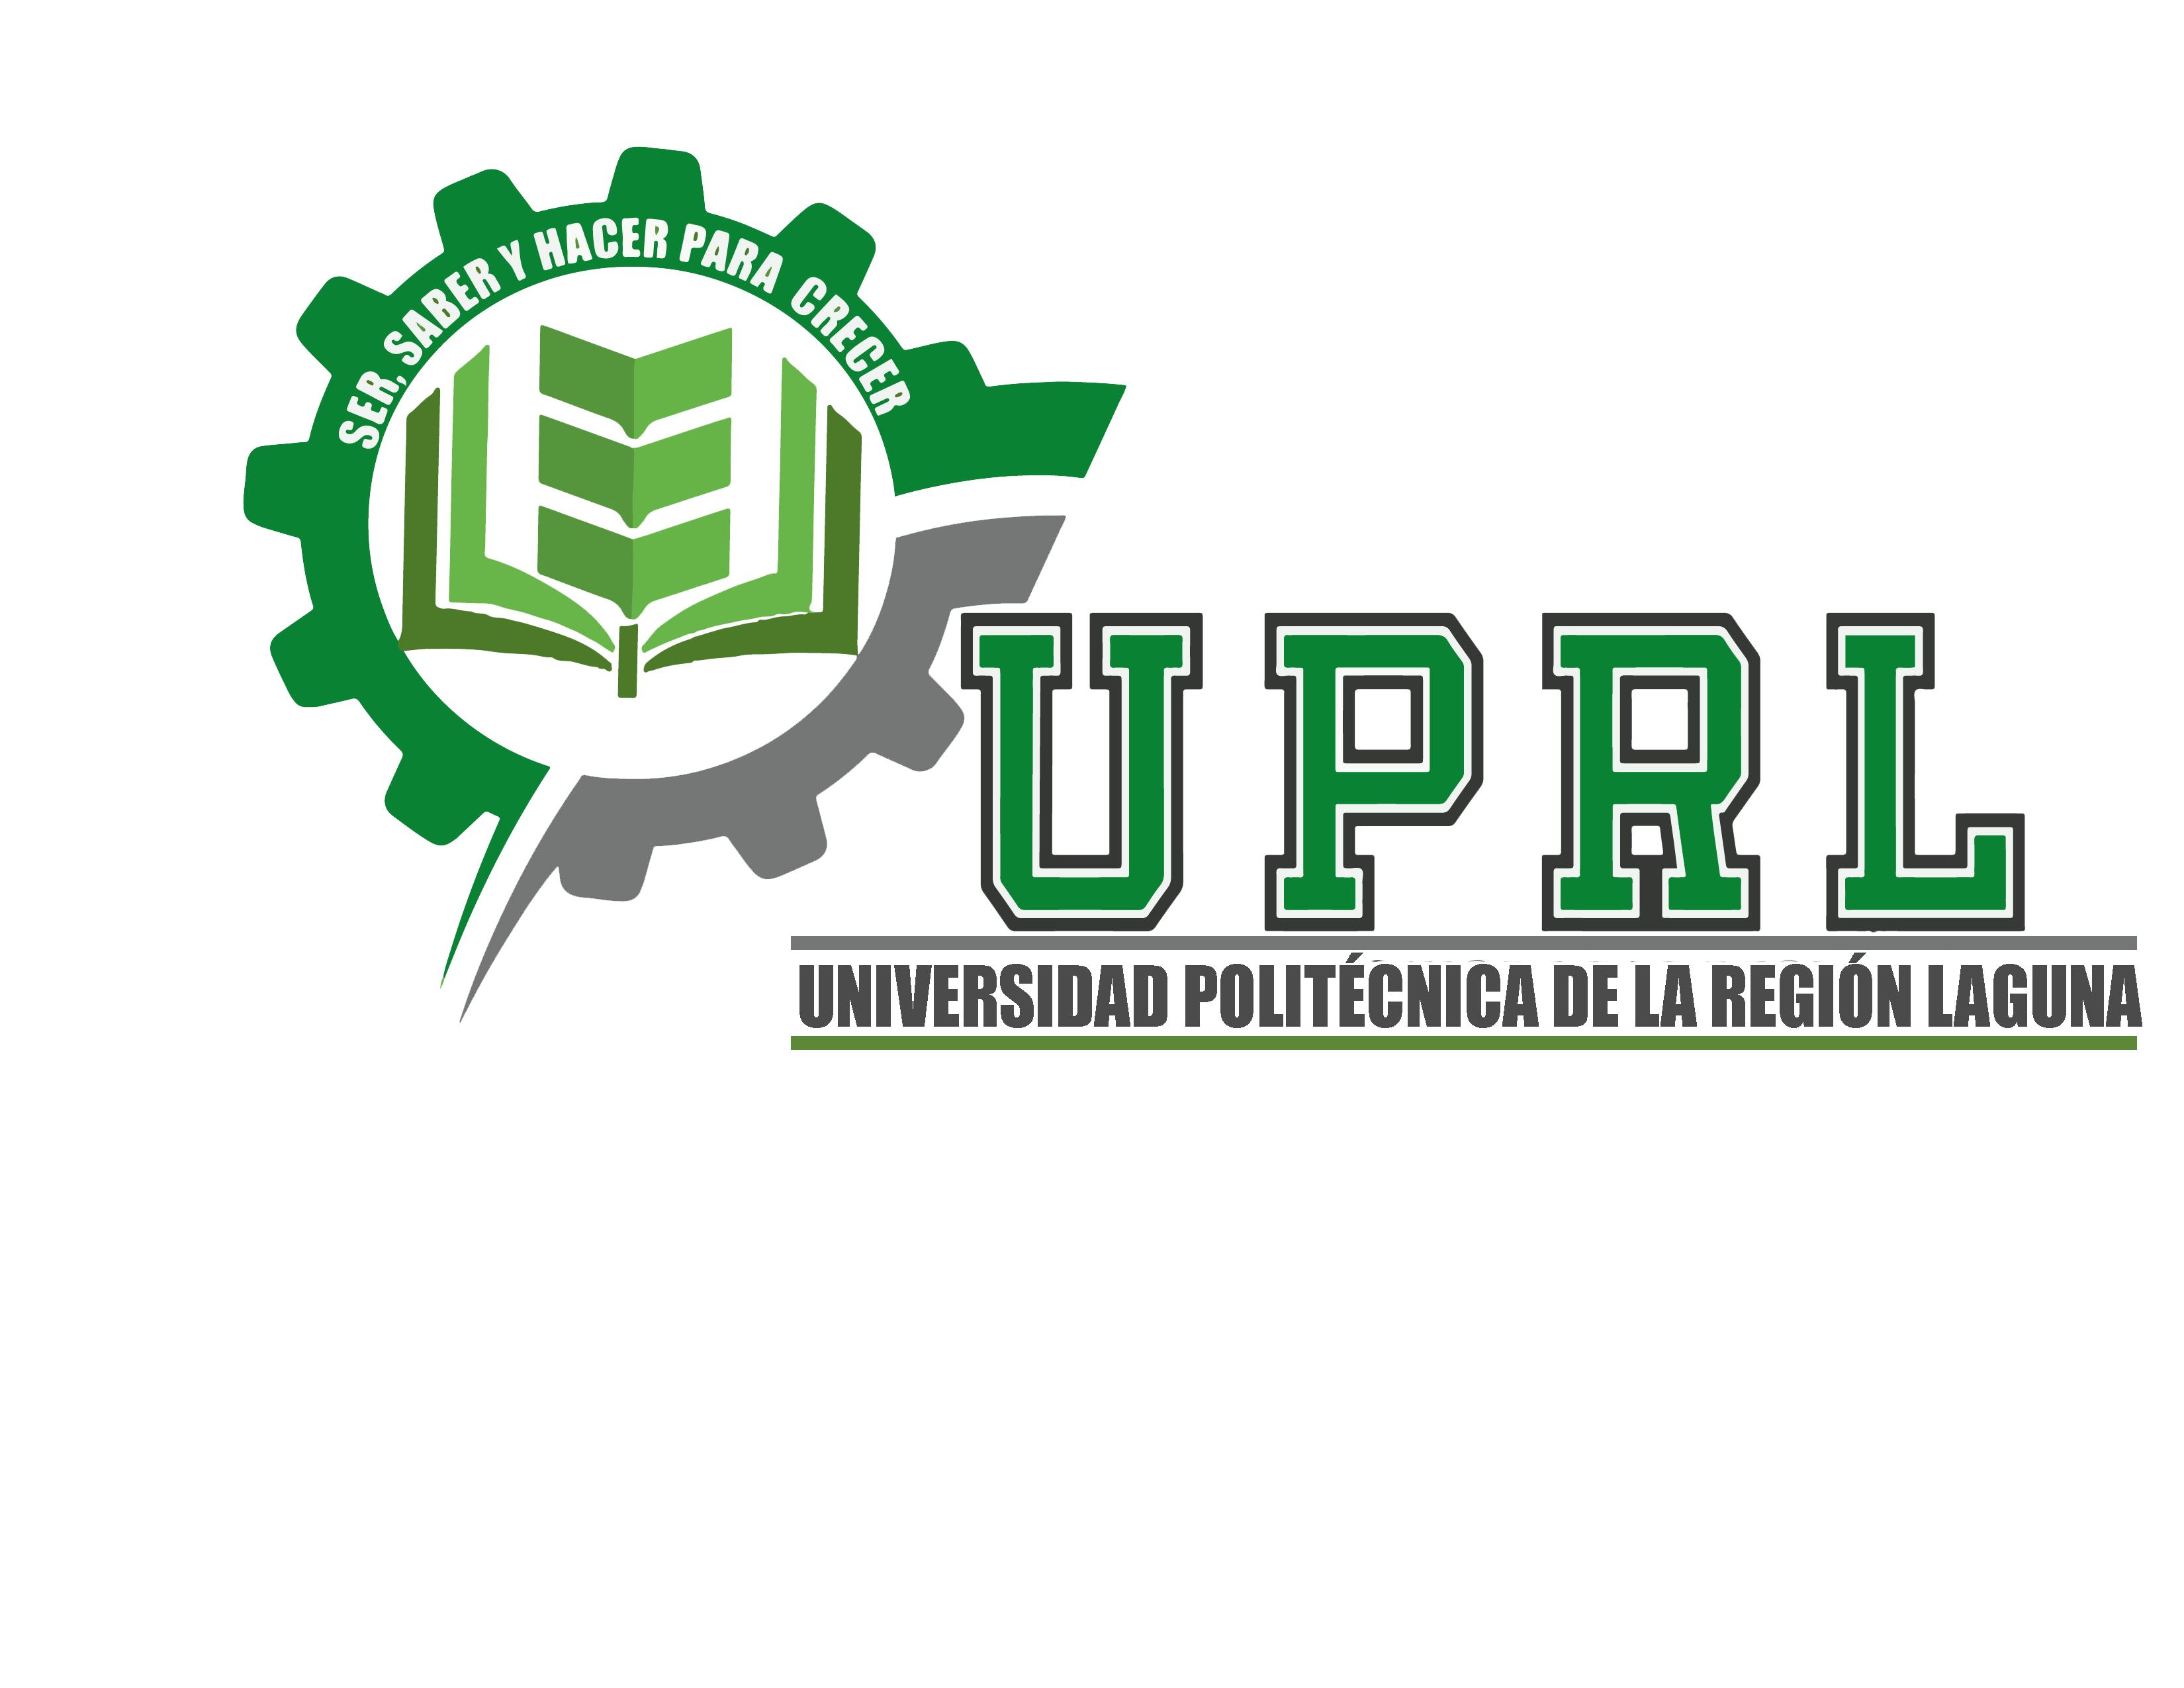 SER, SABER Y HACER PARA CRECER
UPRL
UNIVERSIDAD POLITÉCNICA DE LA REGIÓN LAGUNA